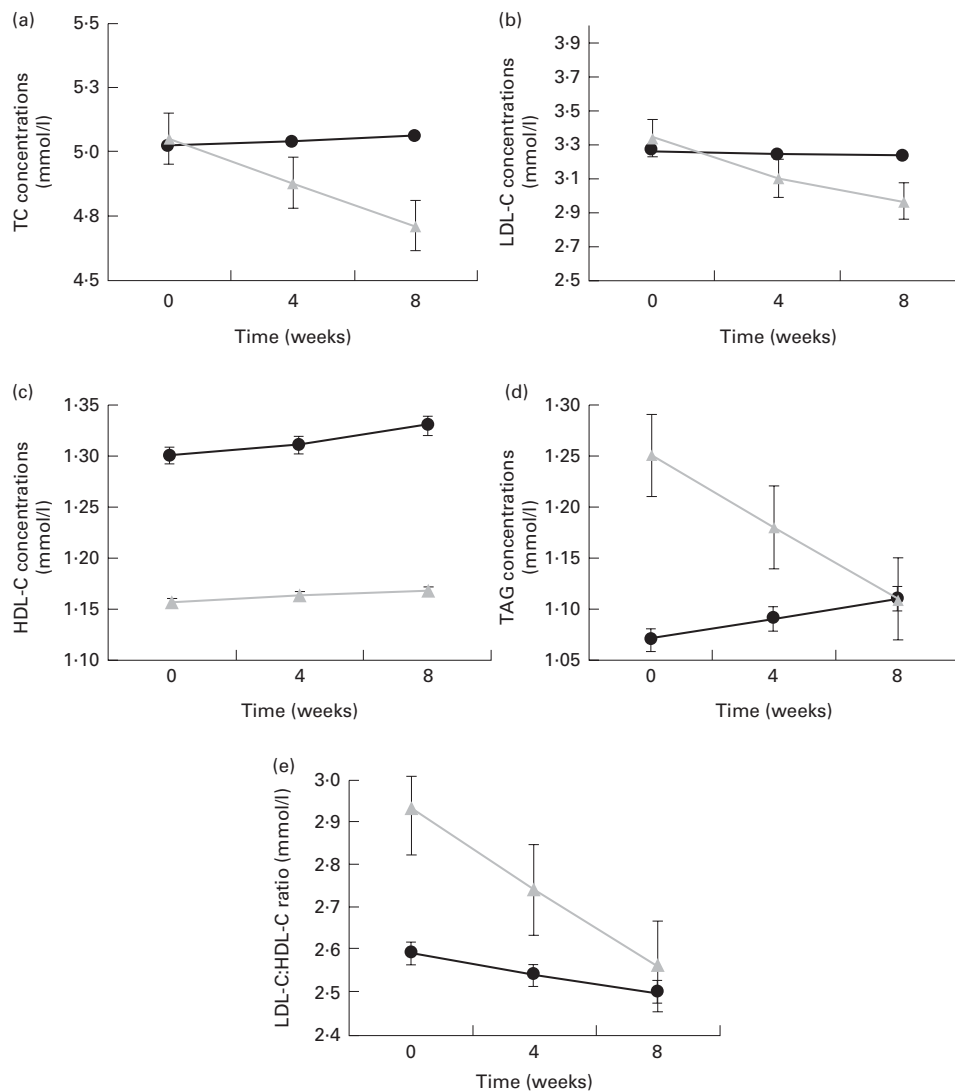 (a)
5·5
5·3
5·0
4·8
4·5
TC concentrations
(mmol/l)
0 4 8
Time (weeks)
(b)
3·9
3·7
3·5
3·3
3·1
2·9
2·7
2·5
LDL-C concentrations
(mmol/l)
0 4 8
Time (weeks)
(c)
1·35
1·30
1·25
1·20
1·15
1·10
HDL-C concentrations
(mmol/l)
0 4 8
Time (weeks)
(d)
1·30
1·25
1·20
1·15
1·10
1·05
TAG concentrations
(mmol/l)
0 4 8
Time (weeks)
(e)
3·0
2·9
2·8
2·7
2·6
2·5
2·4
LDL-C:HDL-C ratio (mmol/l)
0 4 8
Time (weeks)